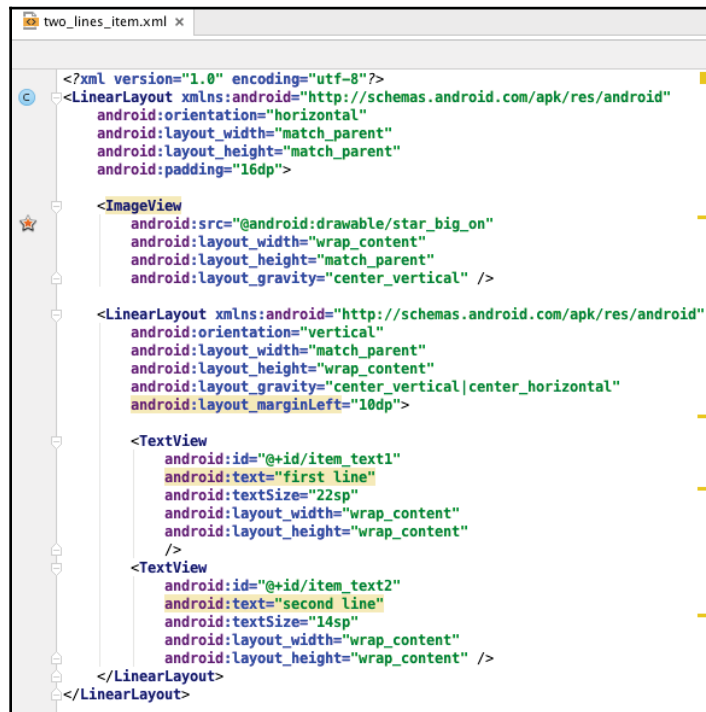 two_lines_item.xml ×
<?xml version="1.0" encoding="utf-8"?>
C
<LinearLayout xmlns:android="http://schemas.android.com/apk/res/android"
android:orientation="horizontal"
android:layout_width="match_parent"
android:layout_height="match_parent"
android:padding="16dp">
<ImageView
android:src="@android:drawable/star_big_on"
android:layout_width="wrap_content"
android:layout_height="match_parent"
android:layout_gravity="center_vertical" />
<LinearLayout xmlns:android="http://schemas.android.com/apk/res/android"
android:orientation="vertical"
android:layout_width="match_parent"
android:layout_height="wrap_content"
android:layout_gravity="center_vertical|center_horizontal"
android:layout_marginLeft="10dp">
<TextView
android:id="@+id/item_text1"
android:text="first line"
android:textSize="22sp"
android:layout_width="wrap_content"
android:layout_height="wrap_content"
/>
<TextView
android:id="@+id/item_text2"
android:text="second line"
android:textSize="14sp"
android:layout_width="wrap_content"
android:layout_height="wrap_content" />
</LinearLayout>
</LinearLayout>